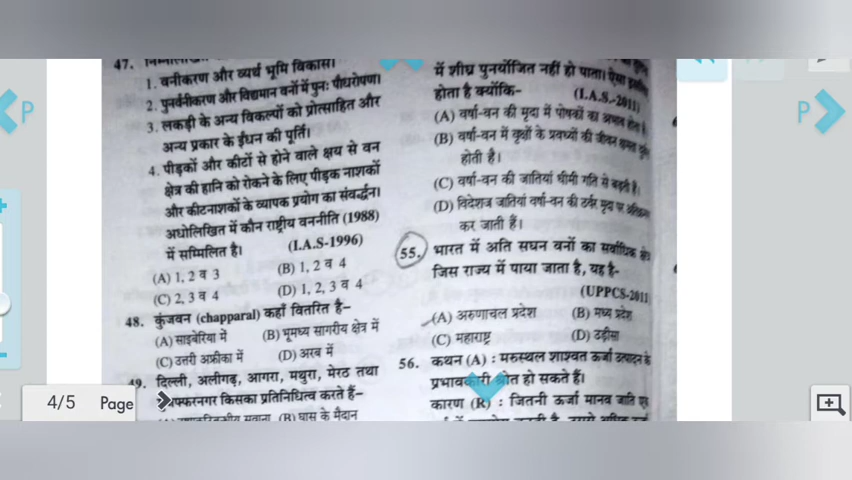 47.
1. वनीकरण और व्यर्थ भूमि विकास।
2. पुनर्वनीकरण और विद्यमान वनों में पुनः पौधरोपण।
3. लकड़ी के अन्य विकल्पों को प्रोत्साहित और
अन्य प्रकार के ईंधन की पूर्ति।
4. पीड़कों और कीटों से होने वाले क्षय से वन
क्षेत्र की हानि को रोकने के लिए पीड़क नाशकों
और कीटनाशकों के व्यापक प्रयोग का संवर्द्धन।
अधोलिखित में कौन राष्ट्रीय वननीति (1988)
में सम्मिलित है। (I.A.S-1996)
(A) 1, 2 व 3 (B) 1, 2 व 4
(C) 2, 3 व 4 (D) 1, 2, 3 व 4
48. कुंजवन (chapparal) कहाँ वितरित है–
(A) साइबेरिया में (B) भूमध्य सागरीय क्षेत्र में
(C) उत्तरी अफ्रीका में (D) अरब में
49. दिल्ली, अलीगढ़, आगरा, मथुरा, मेरठ तथा
किसका प्रतिनिधित्व करते हैं–
(B) घास के मैदान
में शीघ्र पुनर्योजित नहीं हो पाता। ऐसा
होता है क्योंकि- (I.A.S.-2011)
(A) वर्षा-वन की मृदा में पोषकों का अभाव होता है
(B) वर्षा-वन में वृक्षों के प्रवर्ध्यों की जीवन क्षमता
होती है।
(C) वर्षा-वन की जातियां धीमी गति से बढ़ती है।
(D) विदेशज जातियां वर्षा-वन की उर्वर मृदा पर
कर जाती हैं।
55. भारत में अति सघन वनों का सर्वाधिक क्षेत्र
जिस राज्य में पाया जाता है, यह है-
(UPPCS-2011
(A) अरुणाचल प्रदेश (B) मध्य प्रदेश
(C) महाराष्ट्र (D) उड़ीसा
56. कथन (A) : मरुस्थल शाश्वत ऊर्जा उत्पादन के
प्रभावकारी श्रोत हो सकते हैं।
कारण (R) : जितनी ऊर्जा मानव जाति एक
P
P
4/5 Page